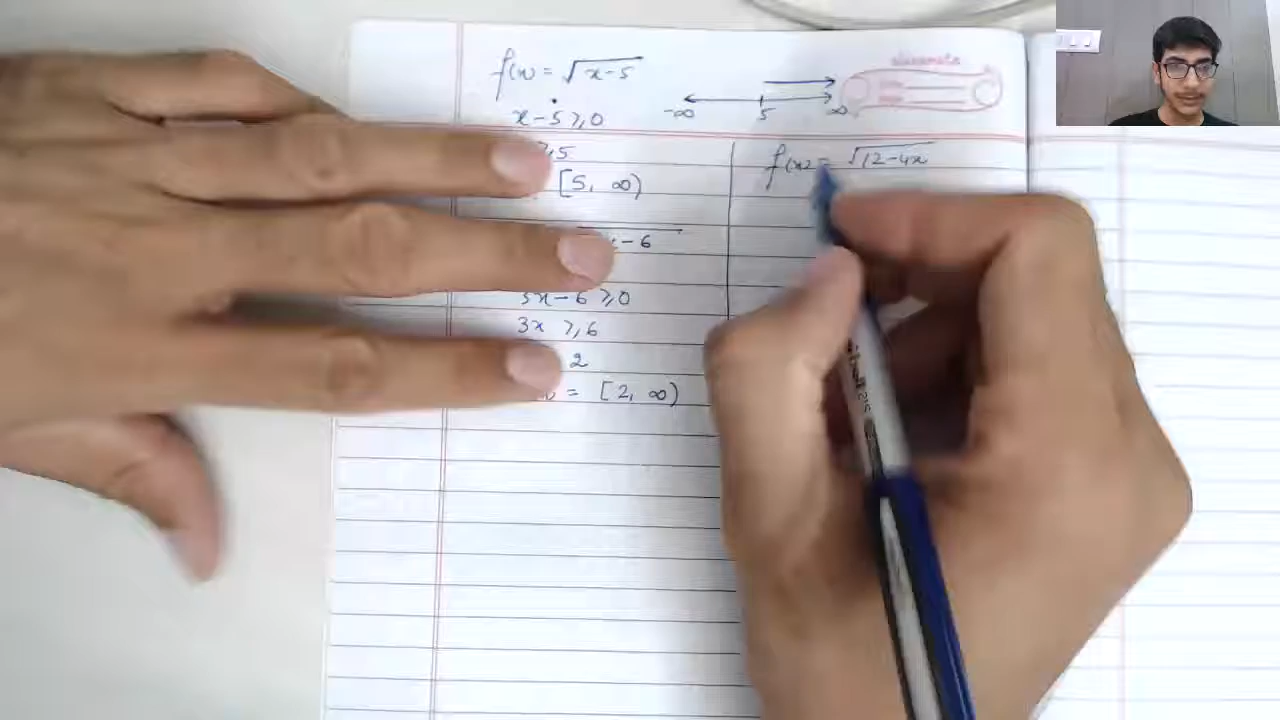 f(x) = √x-5
x-5 ≥ 0
≥ 5
[5, ∞)
x-6
3x-6 ≥ 0
3x ≥ 6
2
= [2, ∞)
-∞ 5 ∞
f(x) = √12-4x